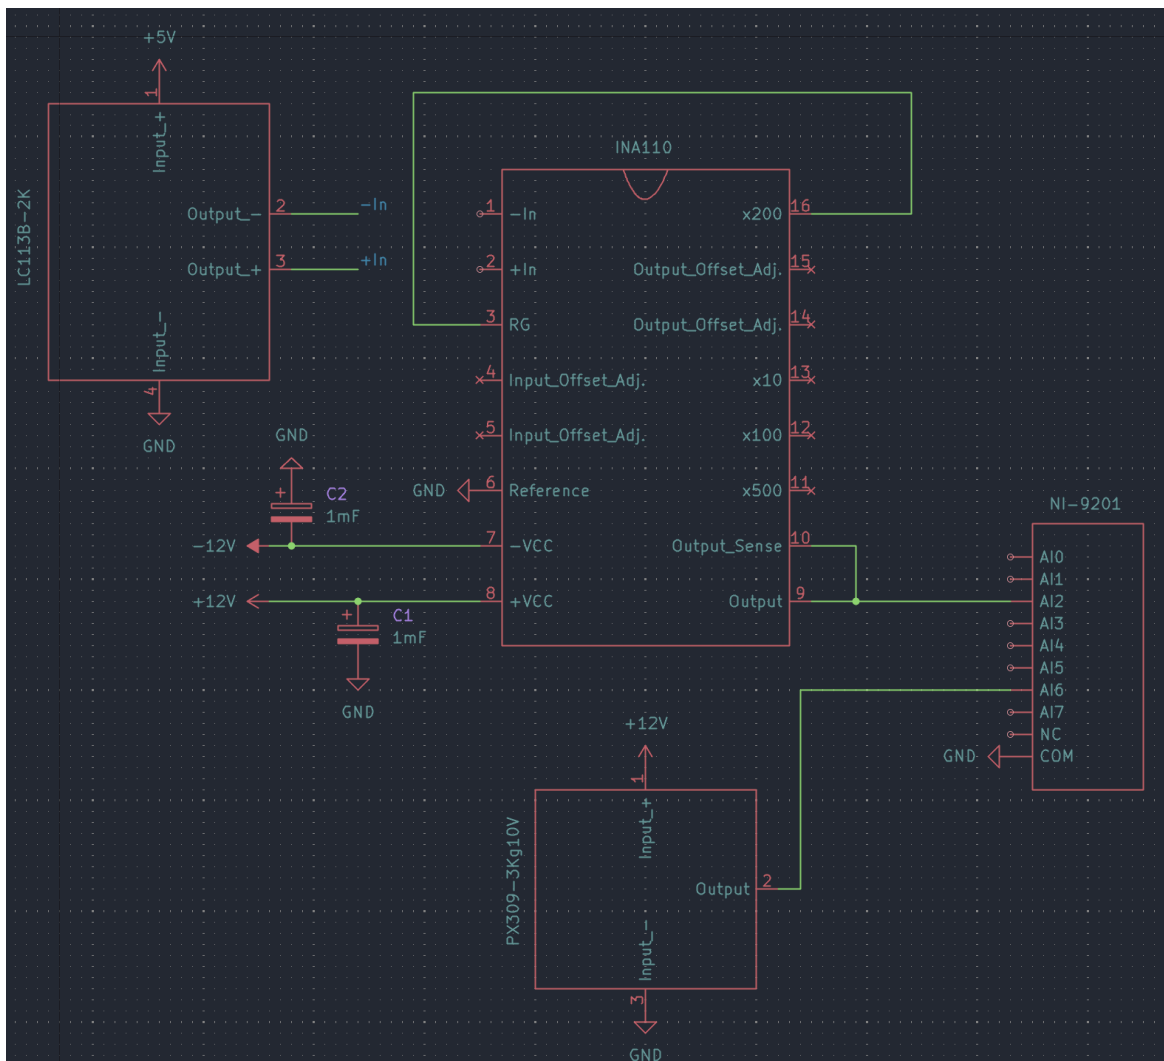 +5V
1
Input_+
LC113B-2K
Output_-
2
-In
Output_+
3
+In
Input_-
4
GND
INA110
1
-In
2
+In
3
RG
4
Input_Offset_Adj.
5
Input_Offset_Adj.
GND
6
Reference
7
-VCC
8
+VCC
x200
16
Output_Offset_Adj.
15
Output_Offset_Adj.
14
x10
13
x100
12
x500
11
Output_Sense
10
Output
9
GND
+
C2
1mF
-12V
+12V
+
C1
1mF
GND
NI-9201
AI0
AI1
AI2
AI3
AI4
AI5
AI6
AI7
NC
GND
COM
+12V
1
Input_+
PX309-3Kg10V
Output
2
Input_-
3
GND